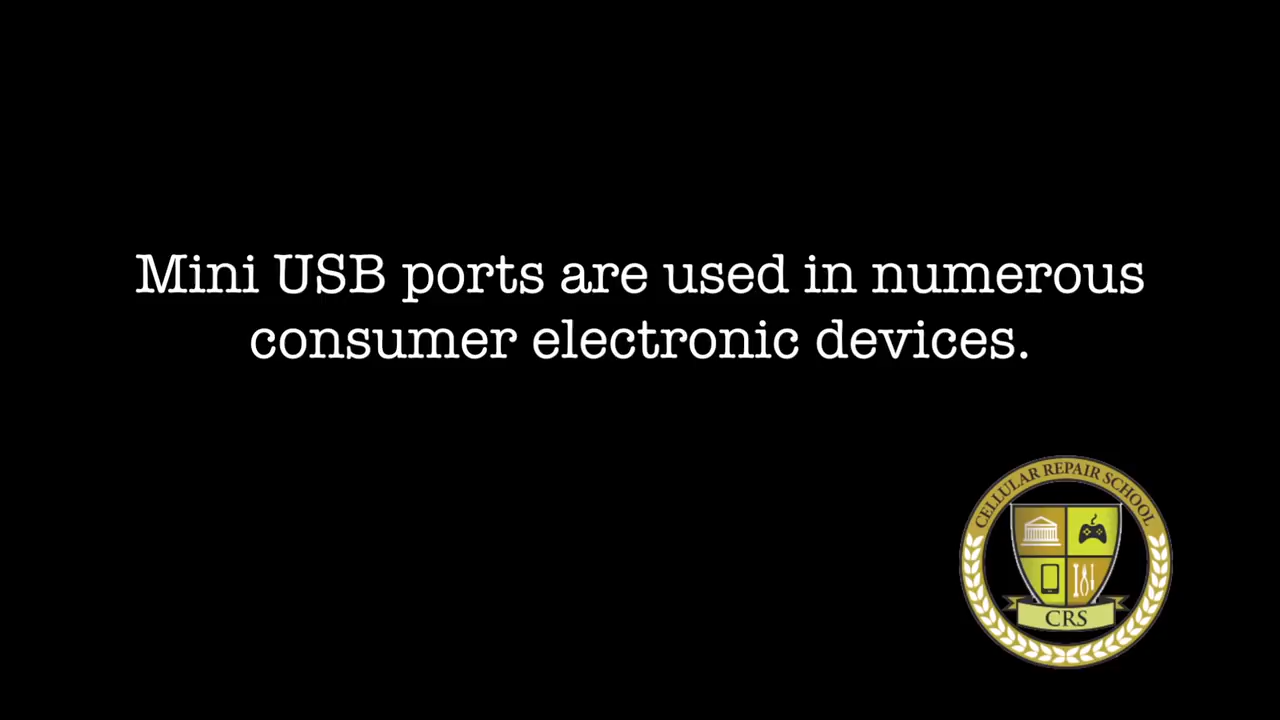 Mini USB ports are used in numerous
consumer electronic devices.
CELLULAR REPAIR SCHOOL
CRS